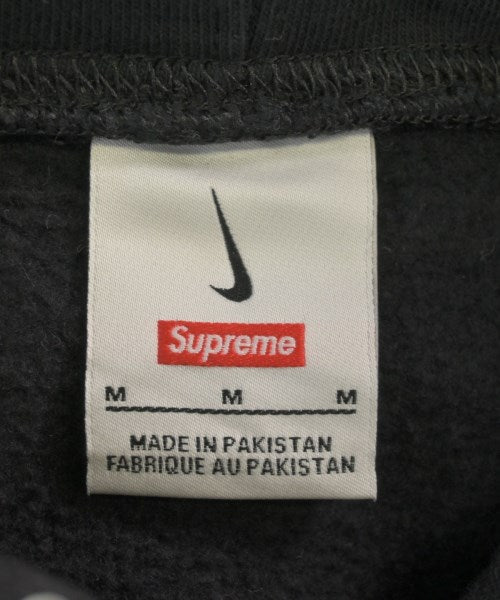 Supreme
M M M
MADE IN PAKISTAN
FABRIQUE AU PAKISTAN